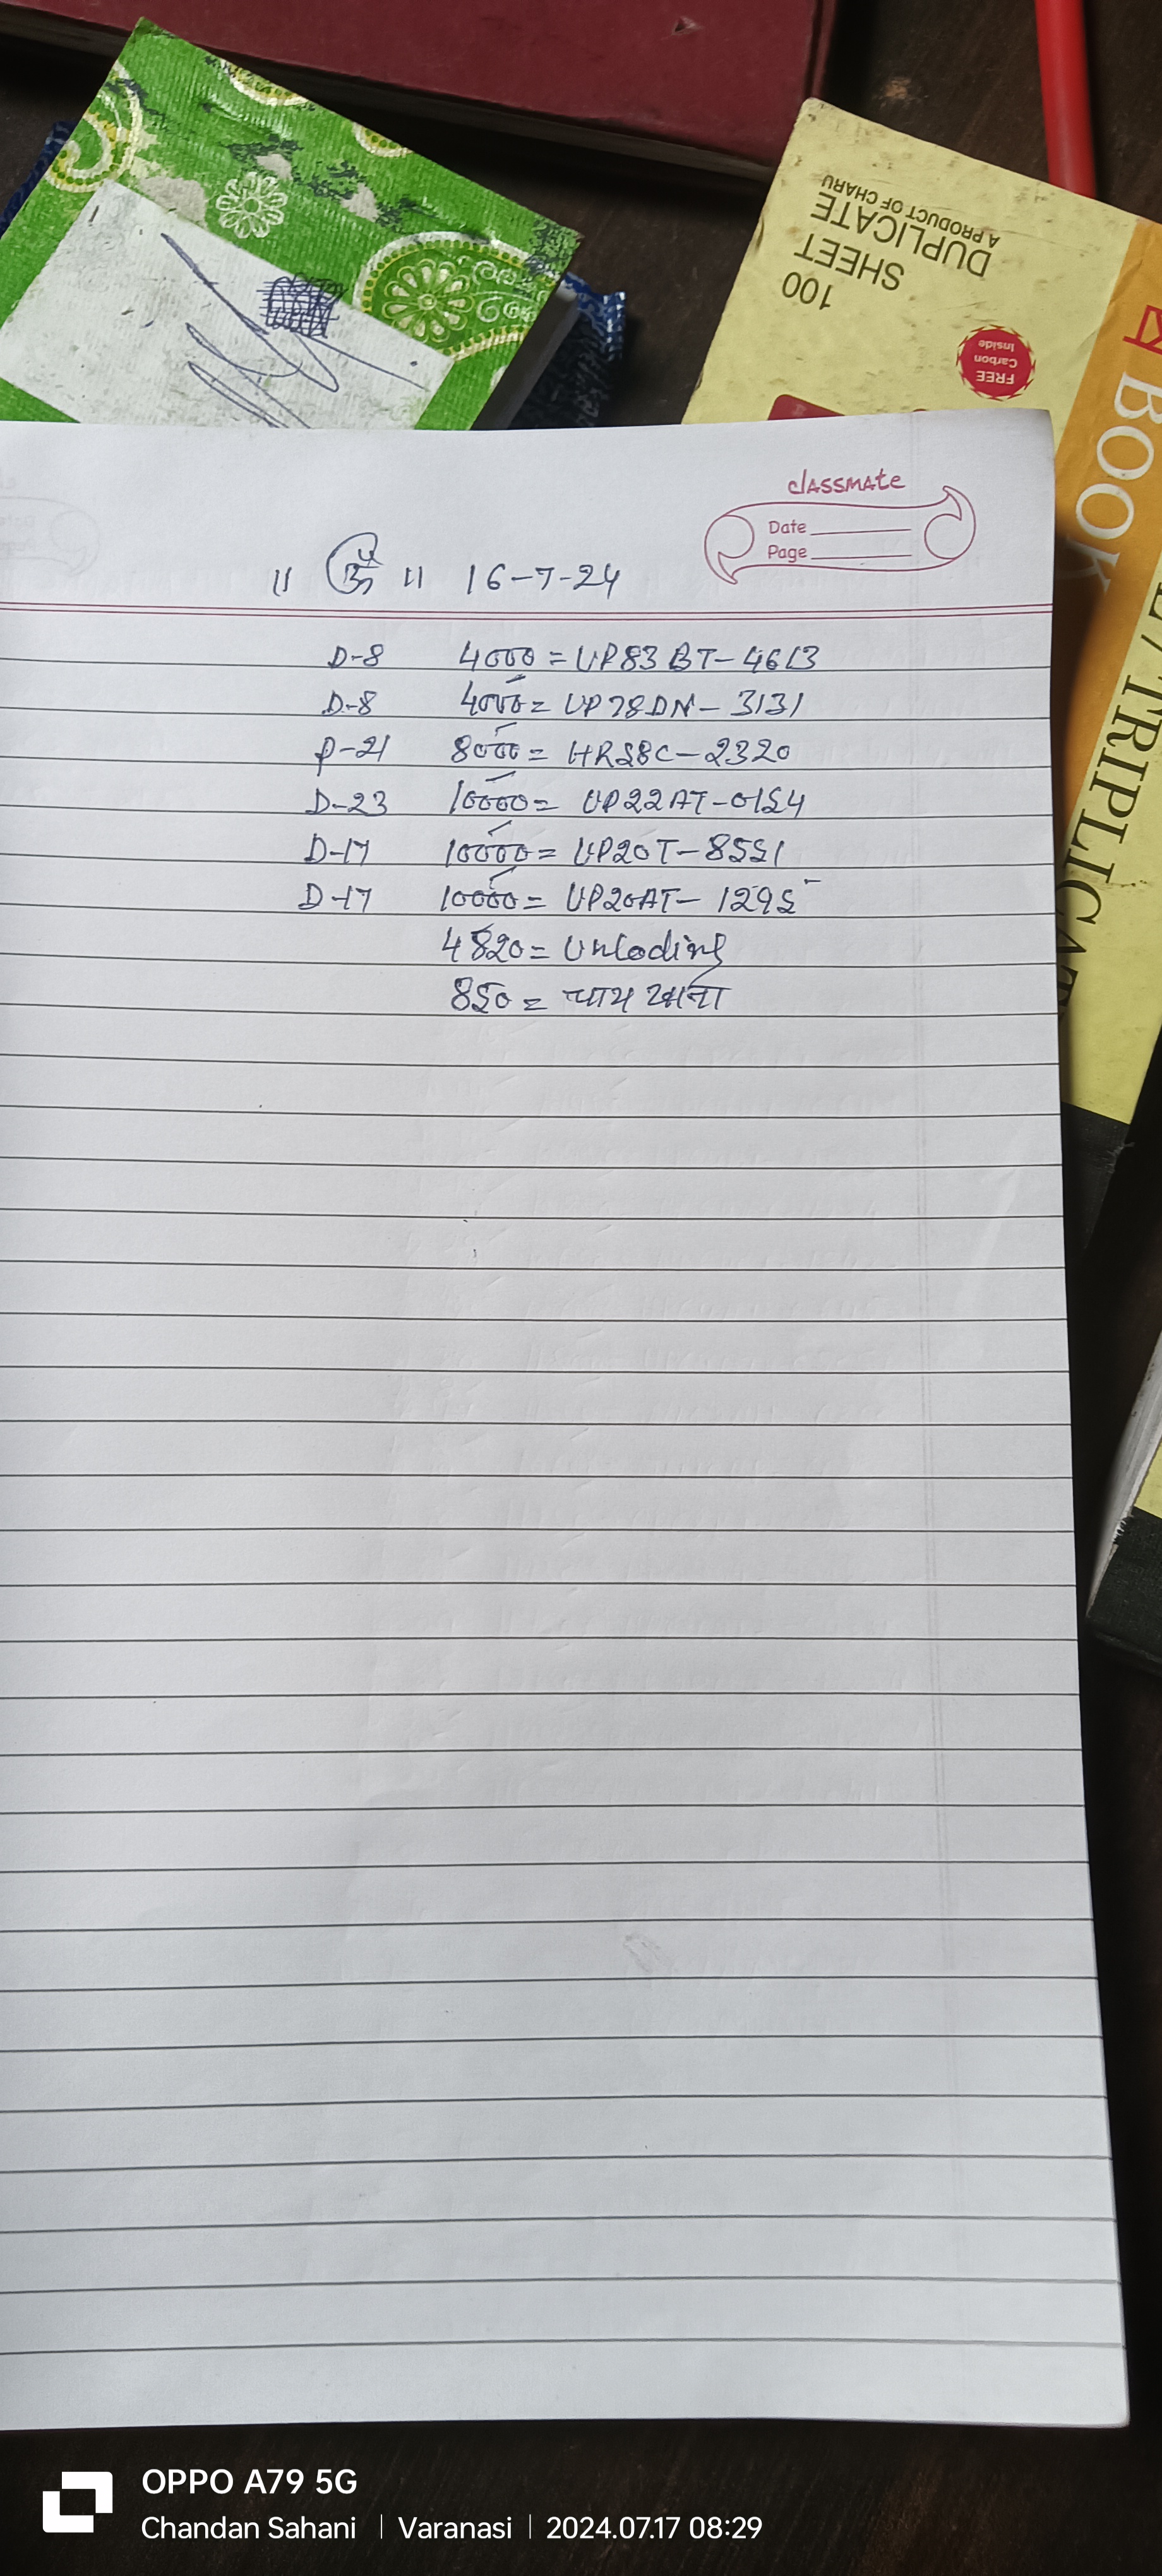 100
SHEET
DUPLICATE
A PRODUCT OF CHARU
FREE
Carbon
Inside
BOOK
/TRIPLICAT
classmate
Date
Page
॥ ॐ ॥ 16-7-24
D-8 4000 = UP83BT-4613
D-8 4000 = UP78DN-3131
P-21 8000 = HR58C-2320
D-23 10000 = UP22AT-0154
D-17 10000 = UP20T-8551
D-17 10000 = UP20AT-1295
4820 = Unloding
850 = चाय खाना
OPPO A79 5G
Chandan Sahani | Varanasi | 2024.07.17 08:29